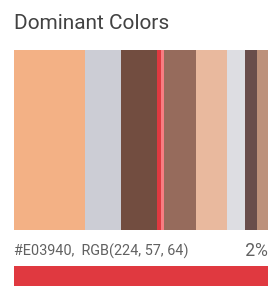 Dominant Colors
#E03940, RGB(224, 57, 64) 2%